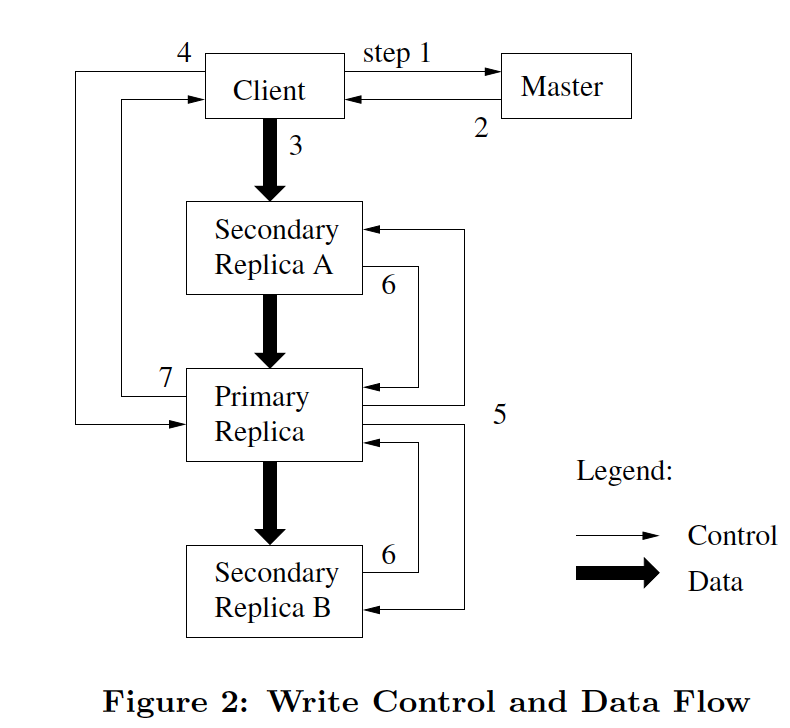 4
step 1
Client
Master
2
3
Secondary
Replica A
6
7
Primary
Replica
5
Legend:
Control
Data
6
Secondary
Replica B
Figure 2: Write Control and Data Flow